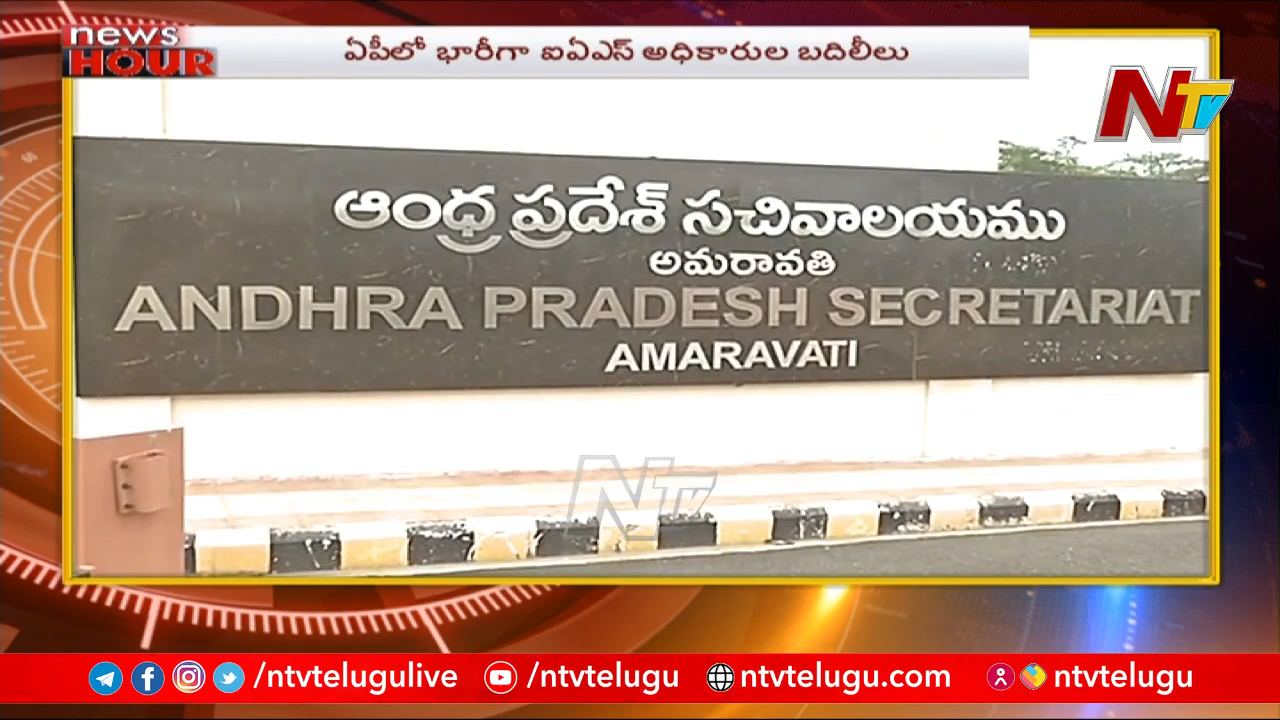 news
HOUR
ఏపీలో భారీగా ఐఏఎస్ అధికారుల బదిలీలు
NTV
ఆంధ్ర ప్రదేశ్ సచివాలయము
అమరావతి
ANDHRA PRADESH SECRETARIAT
AMARAVATI
NTV
/ntvtelugulive /ntvtelugu ntvtelugu.com ntvtelugu